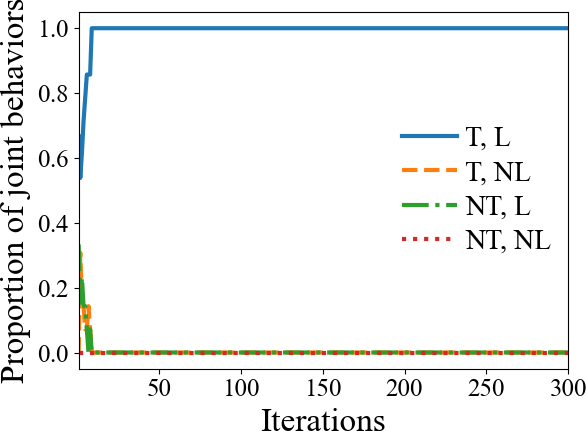 Proportion of joint behaviors
1.0
0.8
0.6
0.4
0.2
0.0
T, L
T, NL
NT, L
NT, NL
50 100 150 200 250 300
Iterations